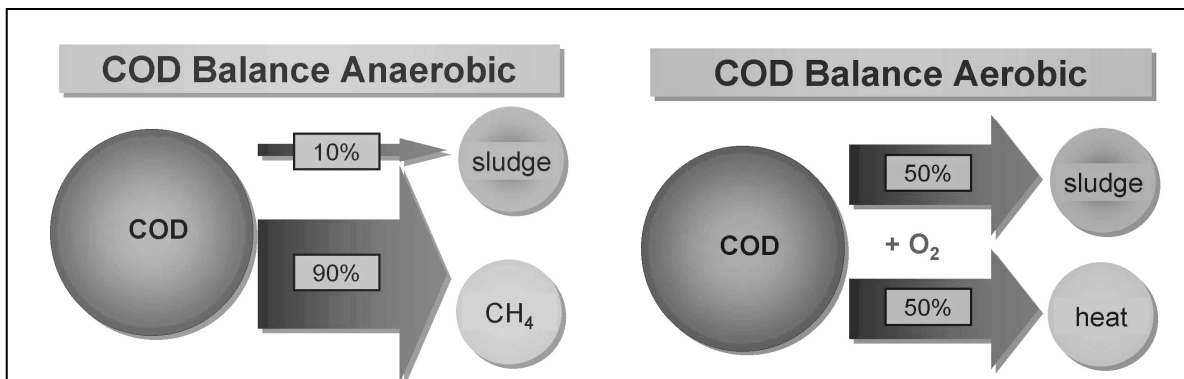 COD Balance Anaerobic
COD
10%
sludge
90%
CH₄
COD Balance Aerobic
COD
50%
sludge
+ O₂
50%
heat